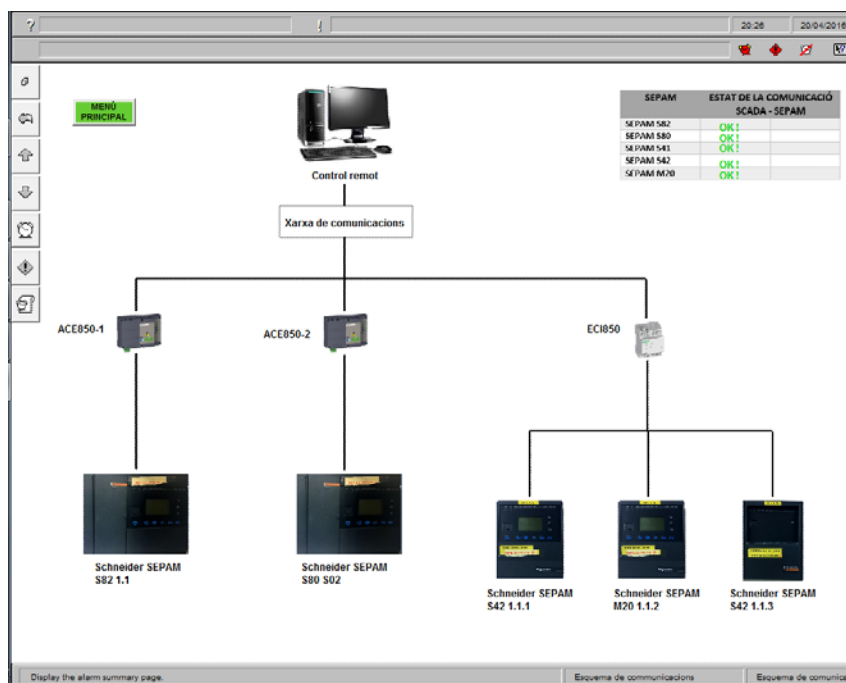 20:26
20/04/2016
MENÚ
PRINCIPAL
SEPAM ESTAT DE LA COMUNICACIÓ
SCADA - SEPAM
SEPAM S82 OK!
SEPAM S80 OK!
SEPAM S41 OK!
SEPAM S42 OK!
SEPAM M20 OK!
Control remot
Xarxa de comunicacions
ACE850-1
ACE850-2
ECI850
Schneider SEPAM
S82 1.1
Schneider SEPAM
S80 S02
Schneider SEPAM
S42 1.1.1
Schneider SEPAM
M20 1.1.2
Schneider SEPAM
S42 1.1.3
Display the alarm summary page.
Esquema de communicacions
Esquema de comunica